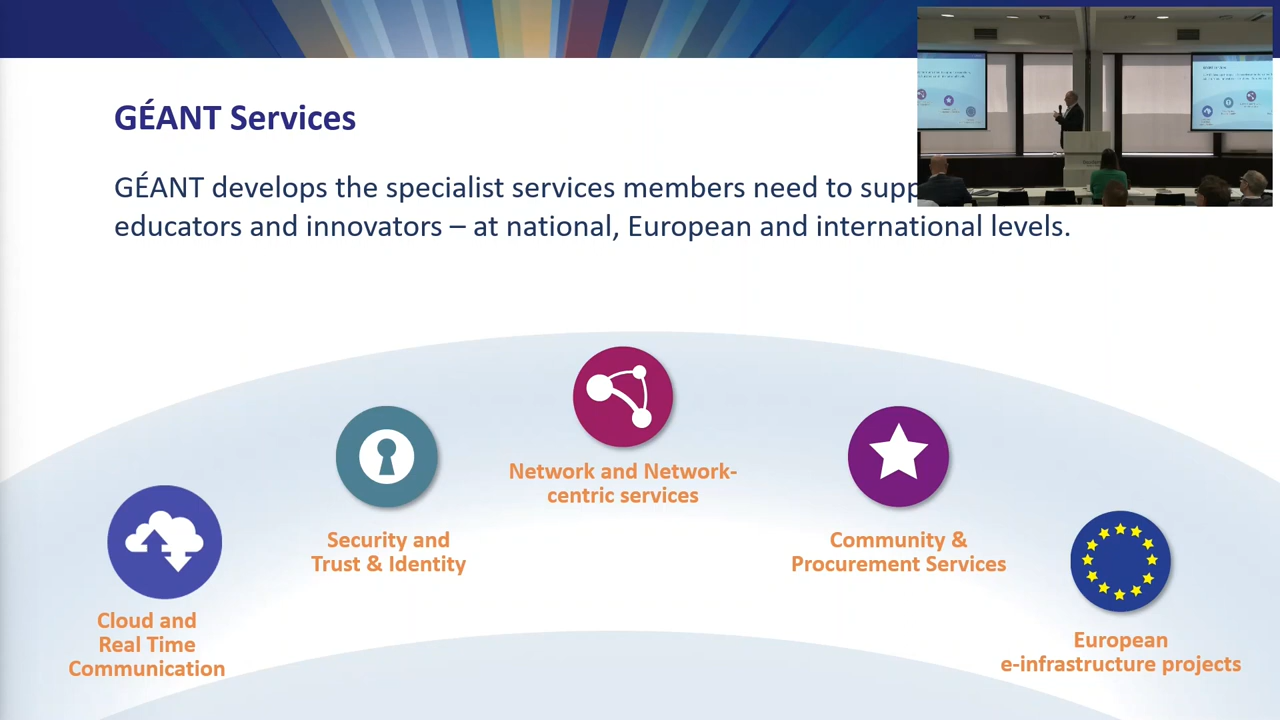 GÉANT Services
GÉANT develops the specialist services members need to supp
educators and innovators – at national, European and international levels.
Network and Network-
centric services
Security and
Trust & Identity
Community &
Procurement Services
Cloud and
Real Time
Communication
European
e-infrastructure projects